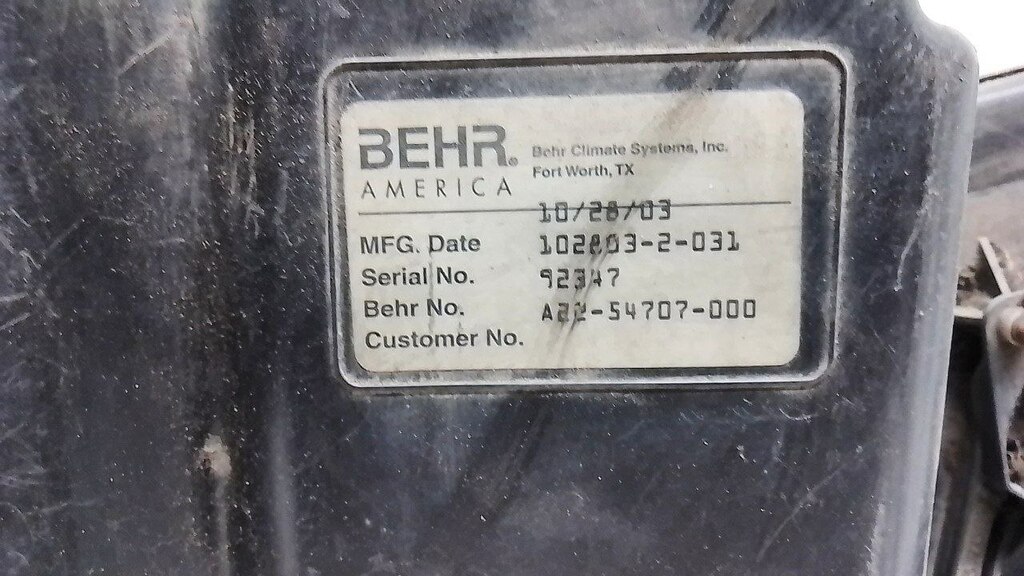 BEHR®
AMERICA
Behr Climate Systems, Inc.
Fort Worth, TX
10/28/03
MFG. Date 102803-2-031
Serial No. 92347
Behr No. A22-54707-000
Customer No.